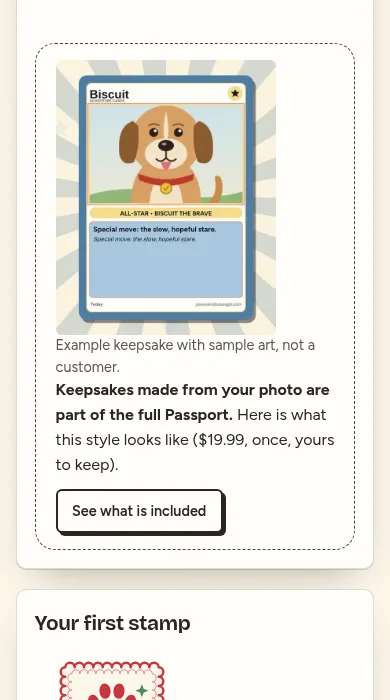 Biscuit
ADVENTURE CARDS
ALL-STAR • BISCUIT THE BRAVE
Special move: the slow, hopeful stare.
Special move: the slow, hopeful stare.
Today
Example keepsake with sample art, not a
customer.
Keepsakes made from your photo are
part of the full Passport. Here is what
this style looks like ($19.99, once, yours
to keep).
See what is included
Your first stamp